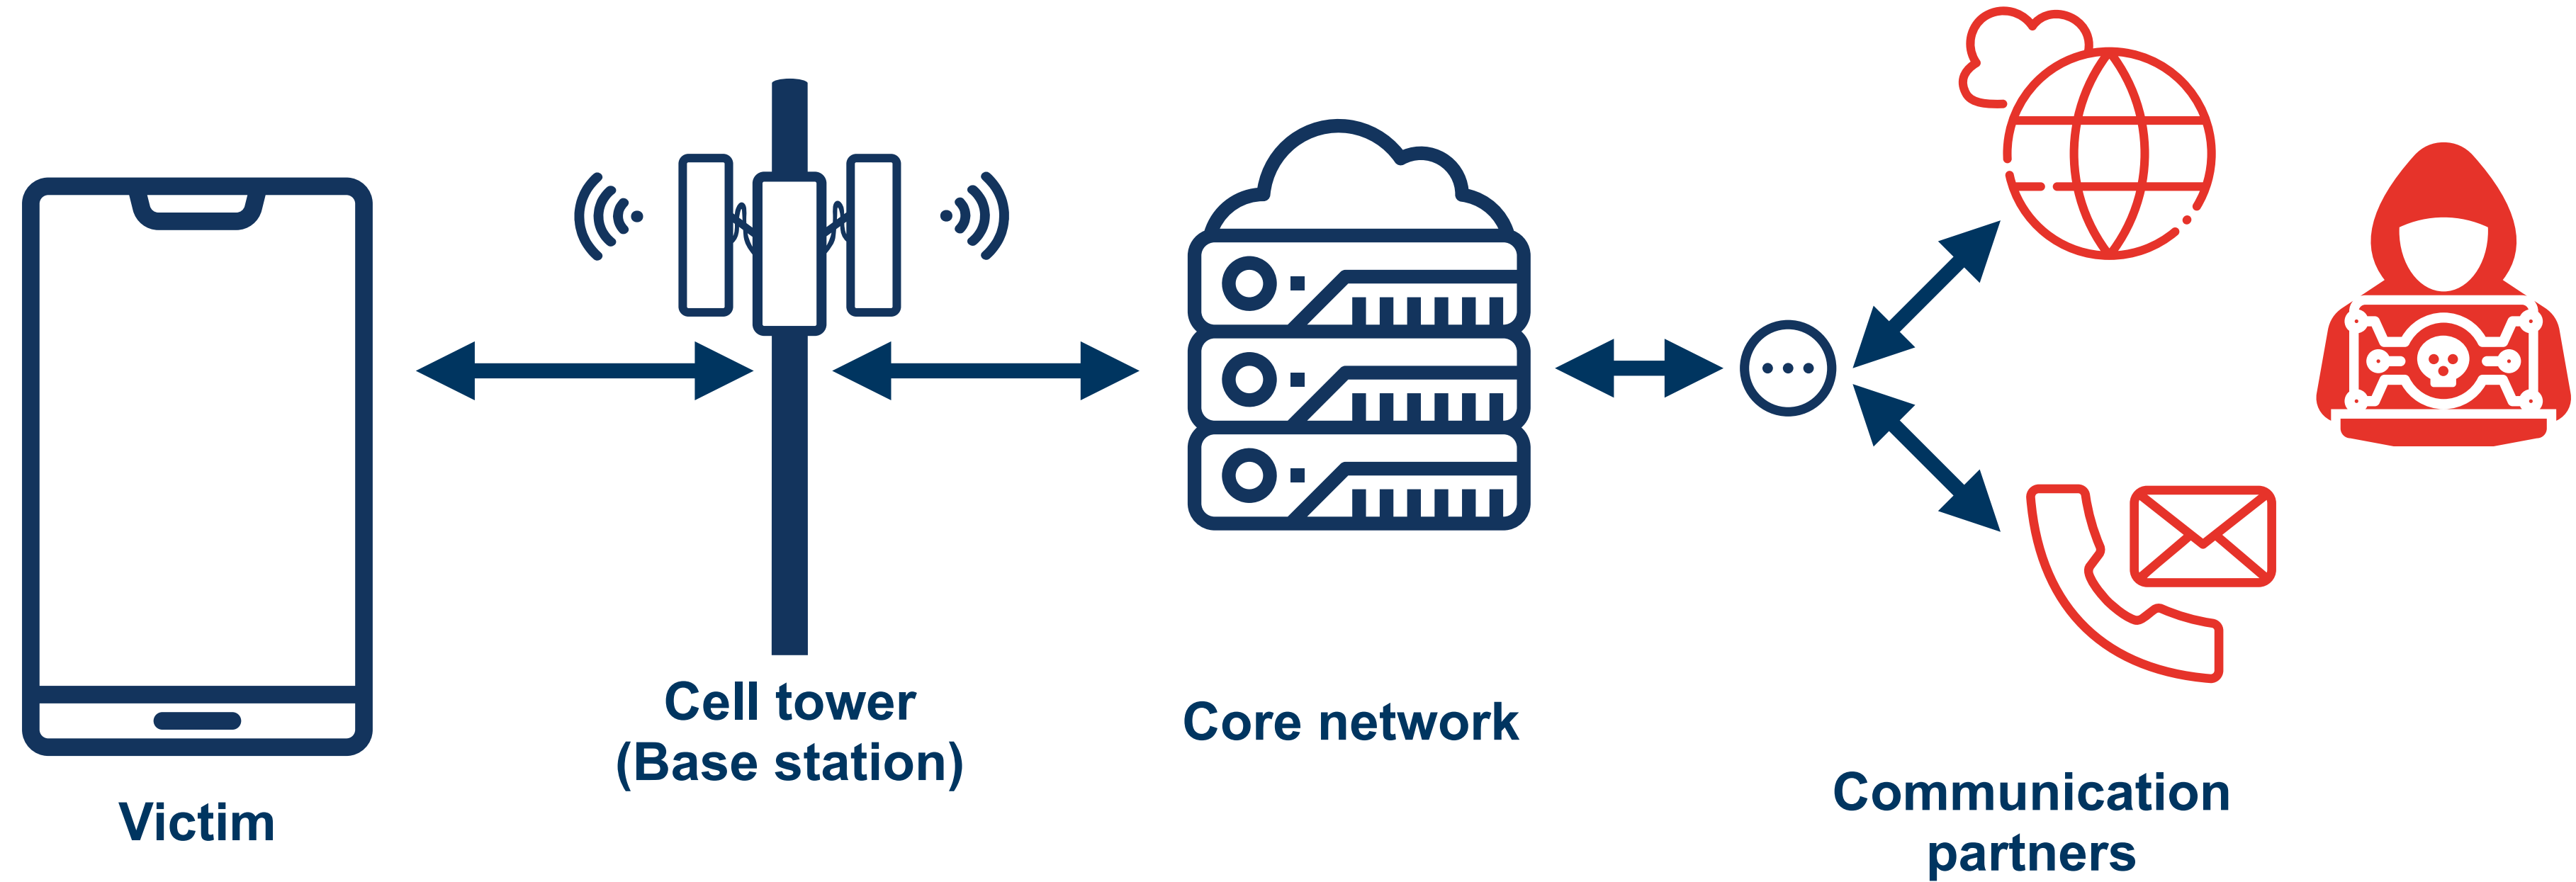 Victim
Cell tower
(Base station)
Core network
Communication
partners